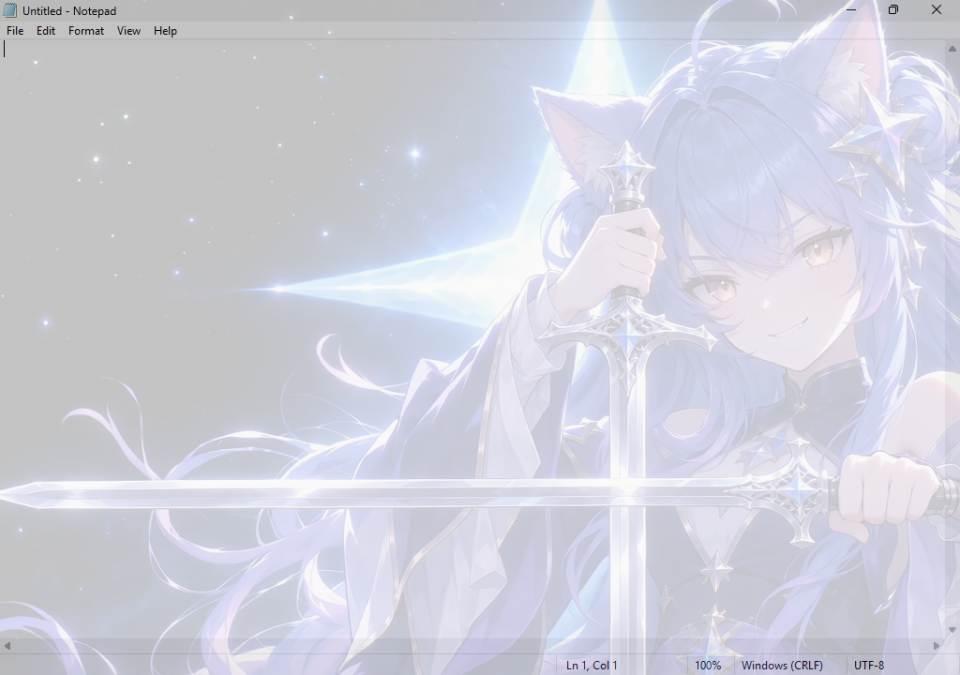 Untitled - Notepad
File Edit Format View Help
Ln 1, Col 1 100% Windows (CRLF) UTF-8